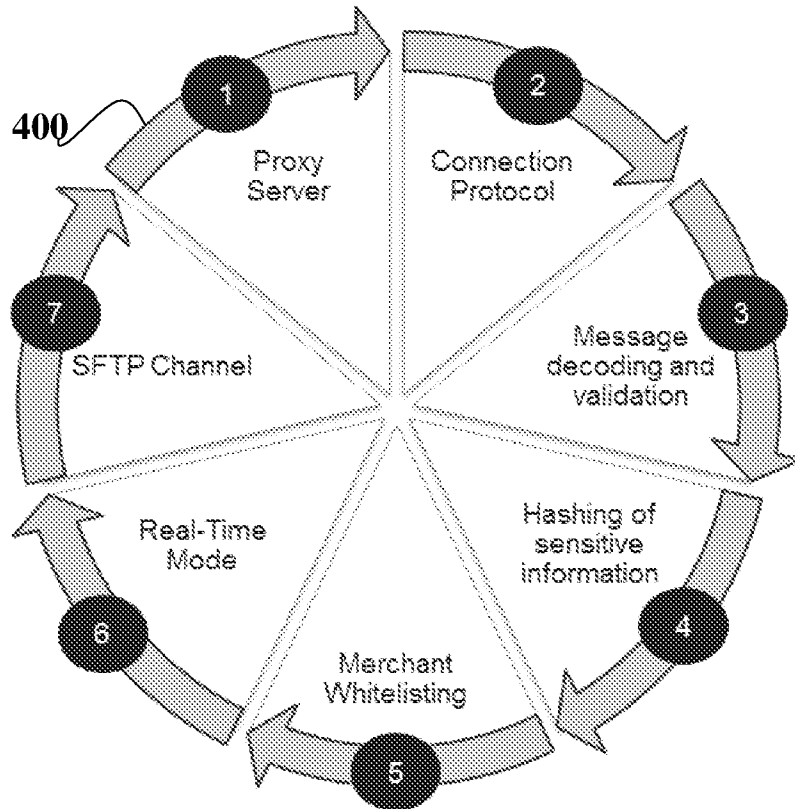 400
1
Proxy
Server
2
Connection
Protocol
3
Message
decoding and
validation
4
Hashing of
sensitive
information
5
Merchant
Whitelisting
6
Real-Time
Mode
7
SFTP Channel